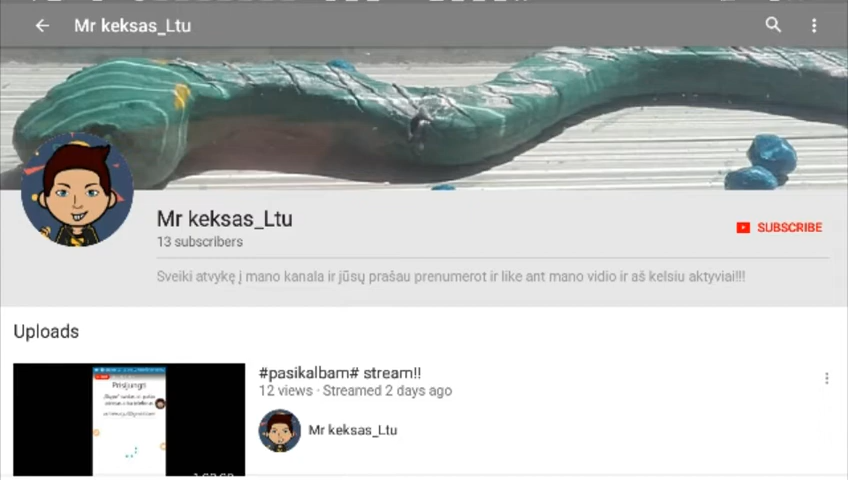 Mr keksas_Ltu
Mr keksas_Ltu
13 subscribers
SUBSCRIBE
Sveiki atvykę į mano kanala ir jūsų prašau prenumerot ir like ant mano vidio ir aš kelsiu aktyviai!!!
Uploads
Prisijungti
#pasikalbam# stream!!
12 views · Streamed 2 days ago
Mr keksas_Ltu